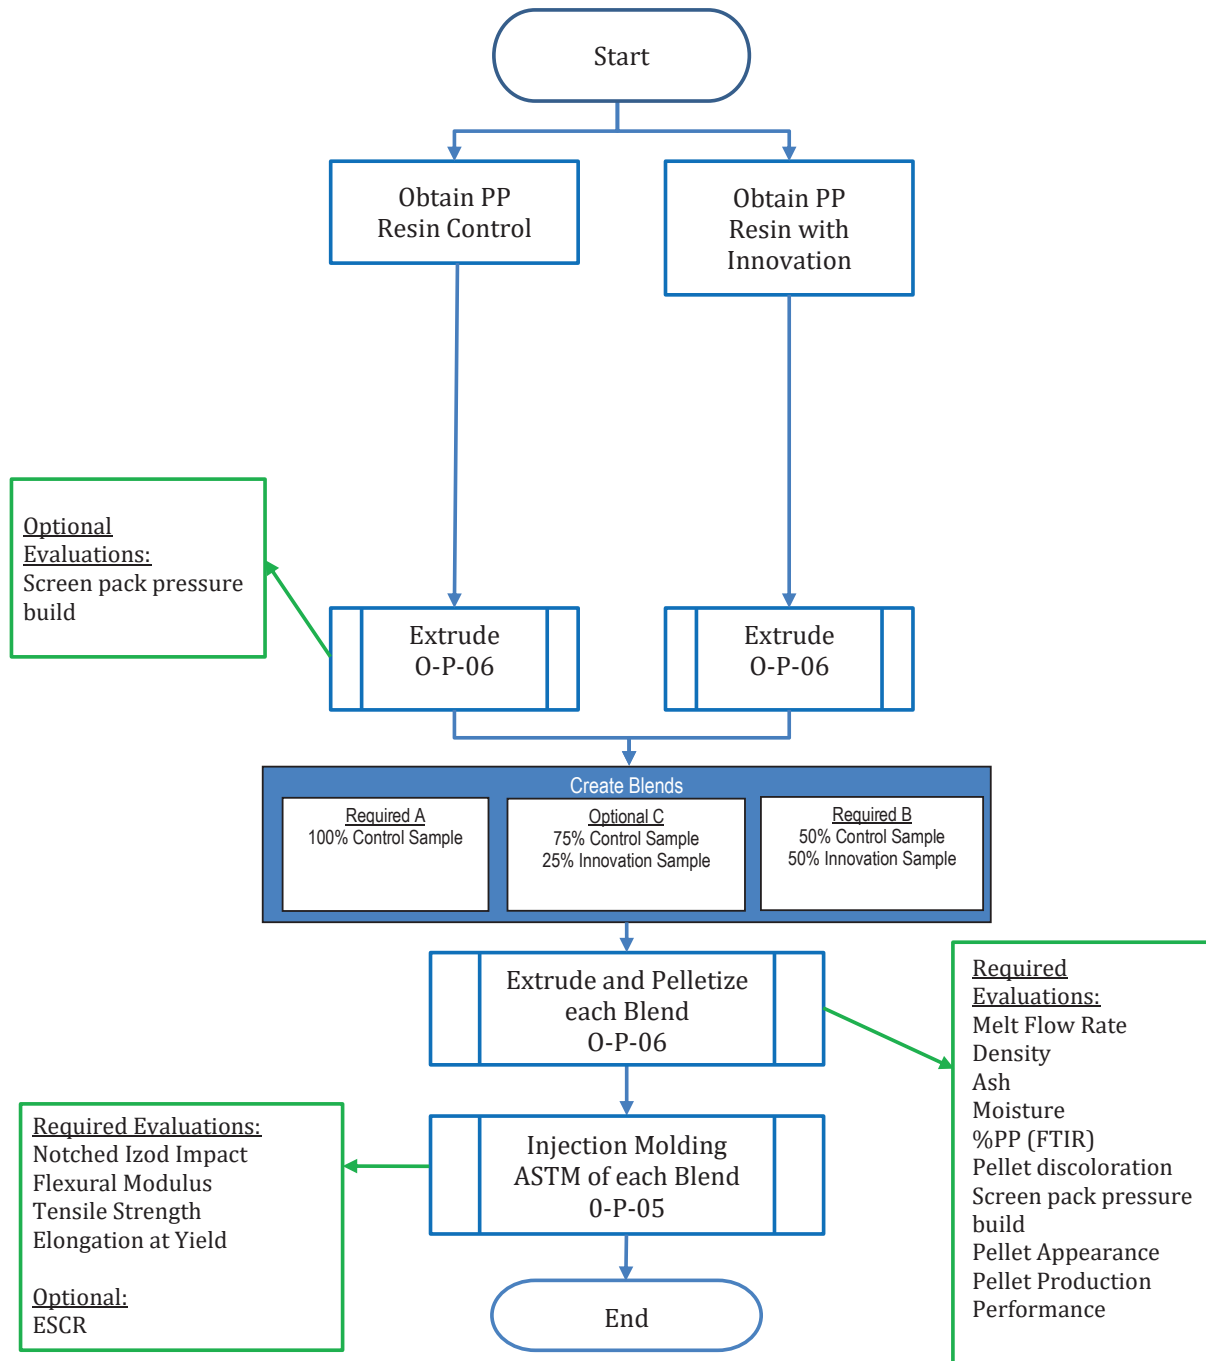 Start
Obtain PP
Resin Control
Obtain PP
Resin with
Innovation
Optional
Evaluations:
Screen pack pressure
build
Extrude
O-P-06
Extrude
O-P-06
Create Blends
Required A
100% Control Sample
Optional C
75% Control Sample
25% Innovation Sample
Required B
50% Control Sample
50% Innovation Sample
Extrude and Pelletize
each Blend
O-P-06
Required
Evaluations:
Melt Flow Rate
Density
Ash
Moisture
%PP (FTIR)
Pellet discoloration
Screen pack pressure
build
Pellet Appearance
Pellet Production
Performance
Injection Molding
ASTM of each Blend
0-P-05
Required Evaluations:
Notched Izod Impact
Flexural Modulus
Tensile Strength
Elongation at Yield
Optional:
ESCR
End